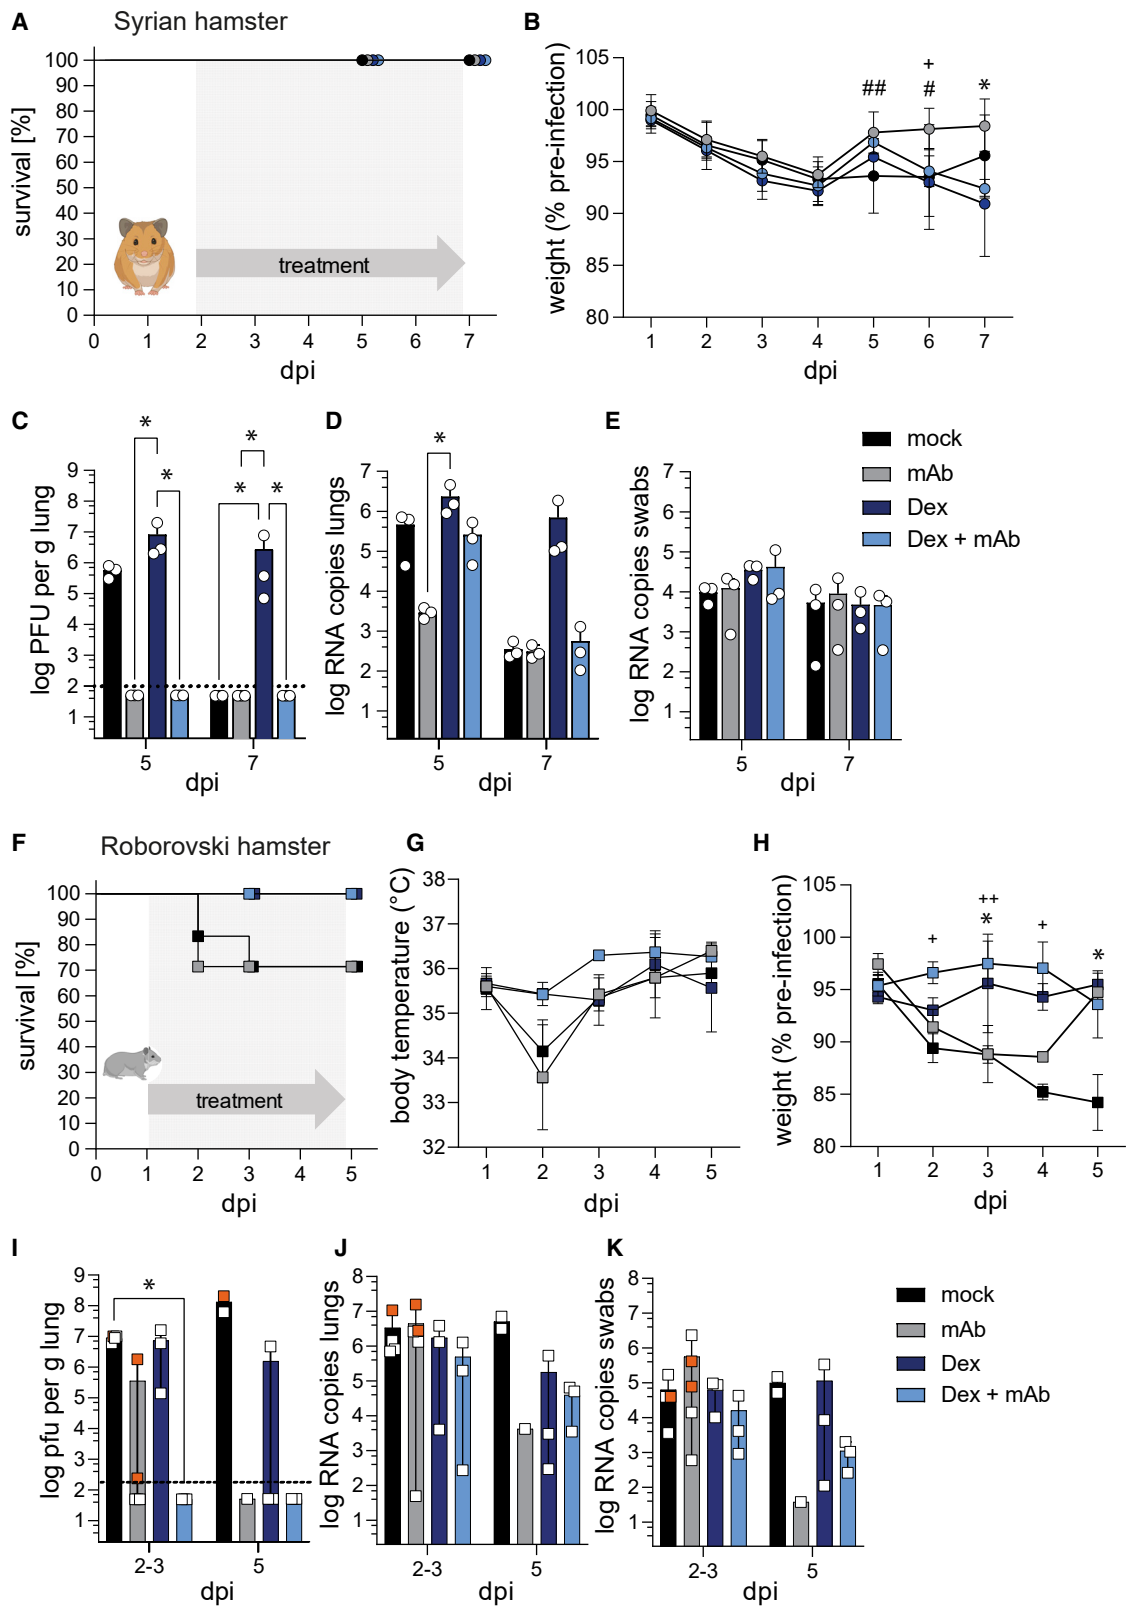 A
Syrian hamster
survival [%]
100
90
80
70
60
50
40
30
20
10
0
treatment
0 1 2 3 4 5 6 7
dpi
B
weight (% pre-infection)
105
100
95
90
85
80
##
+
#
*
1 2 3 4 5 6 7
dpi
C
log PFU per g lung
9
8
7
6
5
4
3
2
1
*
*
*
*
*
5 7
dpi
D
log RNA copies lungs
7
6
5
4
3
2
1
*
5 7
dpi
E
log RNA copies swabs
7
6
5
4
3
2
1
5 7
dpi
mock
mAb
Dex
Dex + mAb
F
Roborovski hamster
survival [%]
100
90
80
70
60
50
40
30
20
10
0
treatment
0 1 2 3 4 5
dpi
G
body temperature (°C)
38
37
36
35
34
33
32
1 2 3 4 5
dpi
H
weight (% pre-infection)
105
100
95
90
85
80
+
++
*
+
*
1 2 3 4 5
dpi
I
log pfu per g lung
9
8
7
6
5
4
3
2
1
*
2-3 5
dpi
J
log RNA copies lungs
8
7
6
5
4
3
2
1
2-3 5
dpi
K
log RNA copies swabs
8
7
6
5
4
3
2
1
2-3 5
dpi
mock
mAb
Dex
Dex + mAb